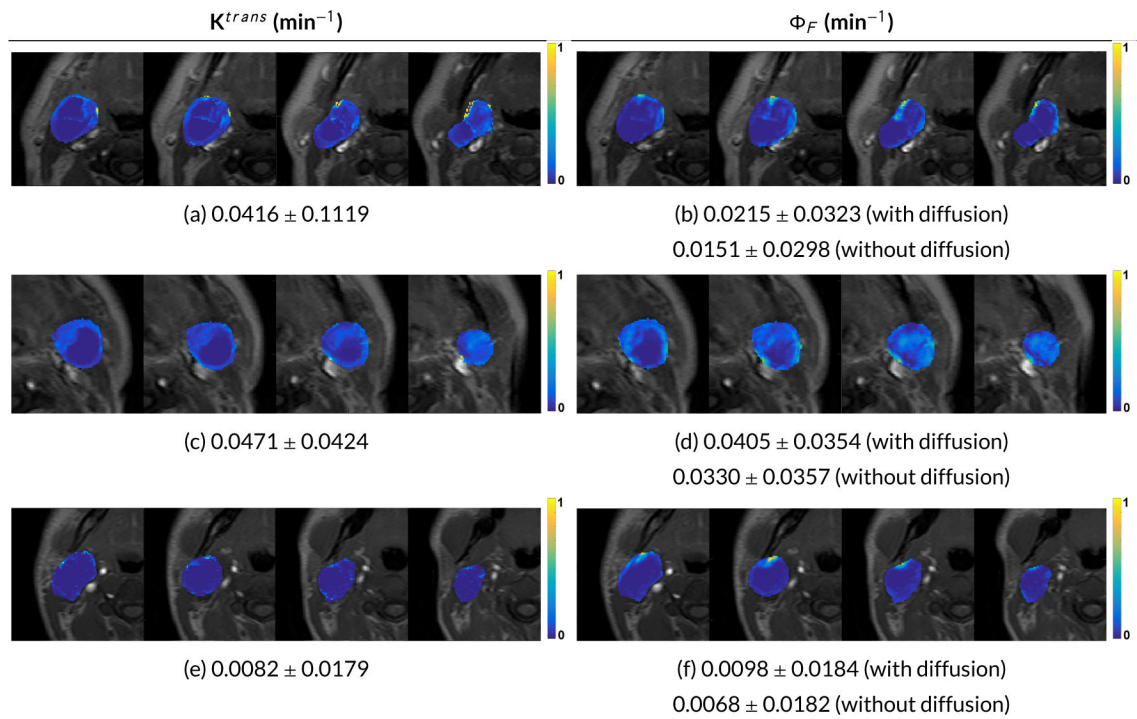 K^trans (min⁻¹)
Φ_F (min⁻¹)
1
0
1
0
(a) 0.0416 ± 0.1119
(b) 0.0215 ± 0.0323 (with diffusion)
0.0151 ± 0.0298 (without diffusion)
1
0
1
0
(c) 0.0471 ± 0.0424
(d) 0.0405 ± 0.0354 (with diffusion)
0.0330 ± 0.0357 (without diffusion)
1
0
1
0
(e) 0.0082 ± 0.0179
(f) 0.0098 ± 0.0184 (with diffusion)
0.0068 ± 0.0182 (without diffusion)